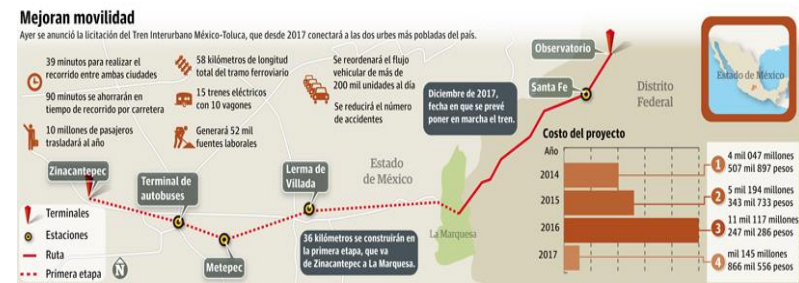 Mejoran movilidad
Ayer se anunció la licitación del Tren Interurbano México-Toluca, que desde 2017 conectará a las dos urbes más pobladas del país.
39 minutos para realizar el
recorrido entre ambas ciudades
90 minutos se ahorrarán en
tiempo de recorrido por carretera
10 millones de pasajeros
trasladará al año
58 kilómetros de longitud
total del tramo ferroviario
15 trenes eléctricos
con 10 vagones
Generará 52 mil
fuentes laborales
Se reordenará el flujo
vehicular de más de
200 mil unidades al día
Se reducirá el número
de accidentes
Diciembre de 2017,
fecha en que se prevé
poner en marcha el tren.
Observatorio
Santa Fe
Distrito
Federal
Estado de México
Zinacantepec
Terminal de
autobuses
Metepec
Lerma de
Villada
Estado
de México
La Marquesa
36 kilómetros se construirán en
la primera etapa, que va
de Zinacantepec a La Marquesa.
Terminales
Estaciones
Ruta
Primera etapa
N
Costo del proyecto
Año
2014
1
4 mil 047 millones
507 mil 897 pesos
2015
2
5 mil 194 millones
343 mil 733 pesos
2016
3
11 mil 117 millones
247 mil 286 pesos
2017
4
mil 145 millones
866 mil 556 pesos